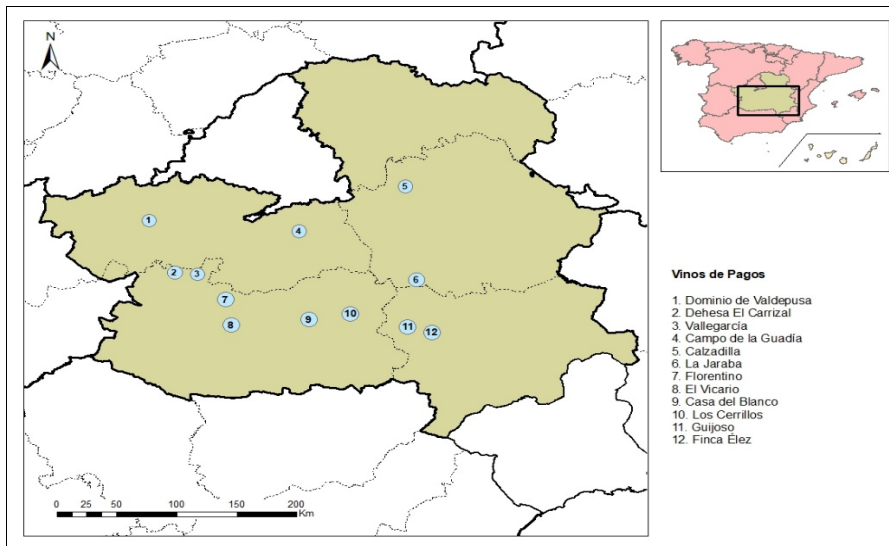 N
5
1
4
2
3
6
7
8
9
10
11
12
0 25 50 100 150 200
Km
Vinos de Pagos
1. Dominio de Valdepusa
2. Dehesa El Carrizal
3. Vallegarcía
4. Campo de la Guadía
5. Calzadilla
6. La Jaraba
7. Florentino
8. El Vicario
9. Casa del Blanco
10. Los Cerrillos
11. Guijoso
12. Finca Élez